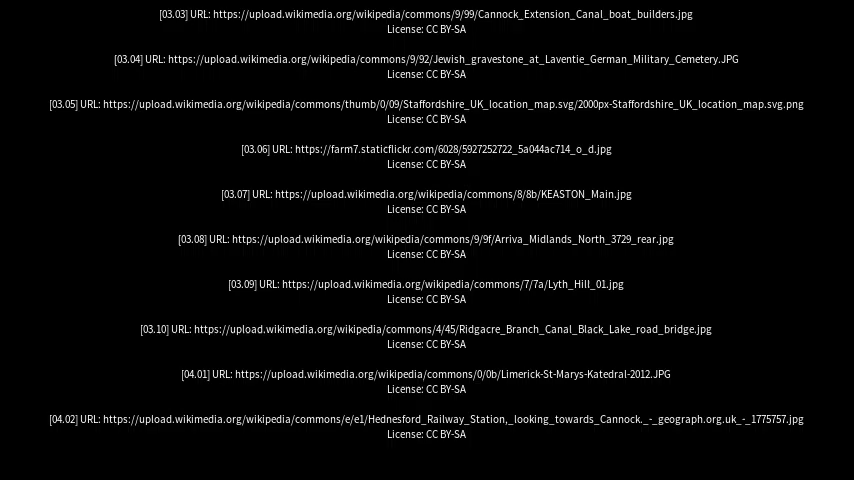 [03.03] URL: https://upload.wikimedia.org/wikipedia/commons/9/99/Cannock_Extension_Canal_boat_builders.jpg
License: CC BY-SA
[03.04] URL: https://upload.wikimedia.org/wikipedia/commons/9/92/Jewish_gravestone_at_Laventie_German_Military_Cemetery.JPG
License: CC BY-SA
[03.05] URL: https://upload.wikimedia.org/wikipedia/commons/thumb/0/09/Staffordshire_UK_location_map.svg/2000px-Staffordshire_UK_location_map.svg.png
License: CC BY-SA
[03.06] URL: https://farm7.staticflickr.com/6028/5927252722_5a044ac714_o_d.jpg
License: CC BY-SA
[03.07] URL: https://upload.wikimedia.org/wikipedia/commons/8/8b/KEASTON_Main.jpg
License: CC BY-SA
[03.08] URL: https://upload.wikimedia.org/wikipedia/commons/9/9f/Arriva_Midlands_North_3729_rear.jpg
License: CC BY-SA
[03.09] URL: https://upload.wikimedia.org/wikipedia/commons/7/7a/Lyth_Hill_01.jpg
License: CC BY-SA
[03.10] URL: https://upload.wikimedia.org/wikipedia/commons/4/45/Ridgacre_Branch_Canal_Black_Lake_road_bridge.jpg
License: CC BY-SA
[04.01] URL: https://upload.wikimedia.org/wikipedia/commons/0/0b/Limerick-St-Marys-Katedral-2012.JPG
License: CC BY-SA
[04.02] URL: https://upload.wikimedia.org/wikipedia/commons/e/e1/Hednesford_Railway_Station,_looking_towards_Cannock._-_geograph.org.uk_-_1775757.jpg
License: CC BY-SA